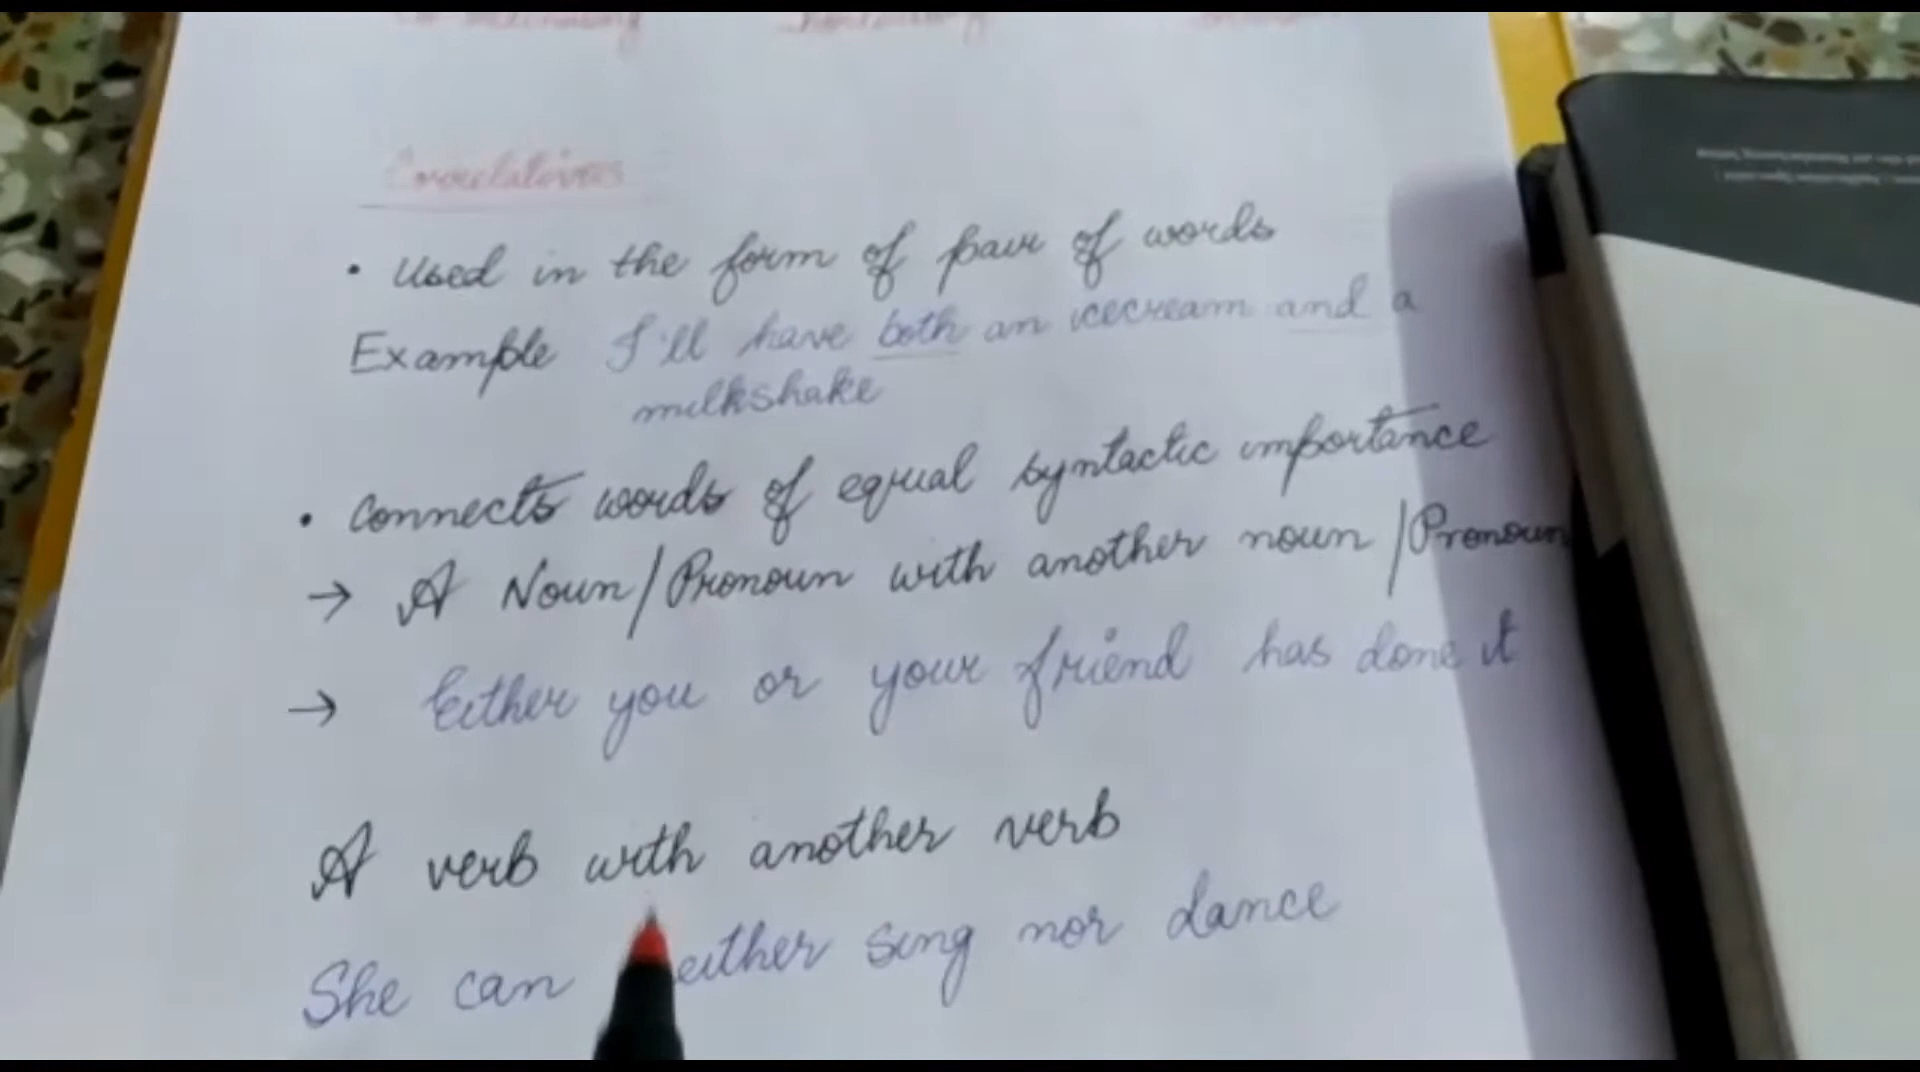 Correlatives
• Used in the form of pair of words
Example I'll have both an icecream and a
milkshake
• Connects words of equal syntactic importance
→ A Noun/Pronoun with another noun/Pronoun
→ Either you or your friend has done it
A verb with another verb
She can either sing nor dance